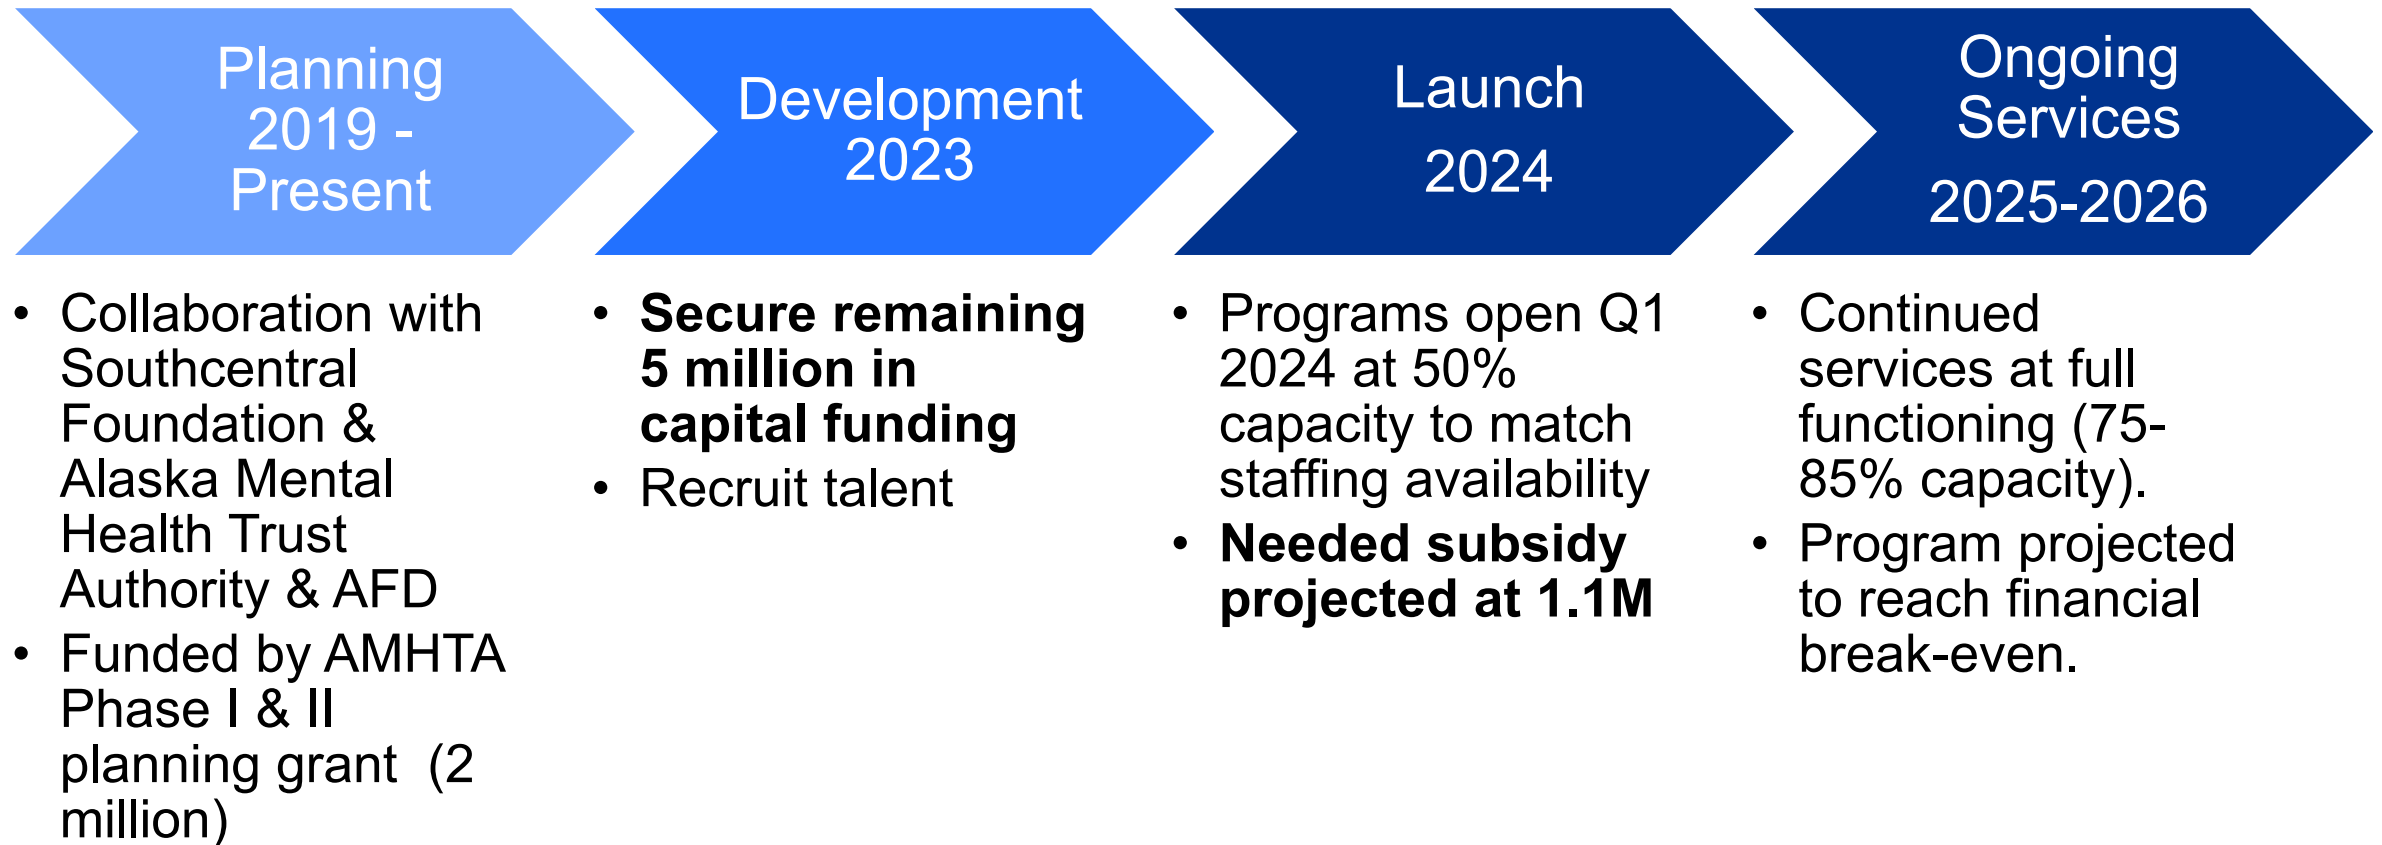 Planning
2019 -
Present
• Collaboration with
Southcentral
Foundation &
Alaska Mental
Health Trust
Authority & AFD
• Funded by AMHTA
Phase I & II
planning grant  (2
million)
Development
2023
• Secure remaining
5 million in
capital funding
• Recruit talent
Launch
2024
• Programs open Q1
2024 at 50%
capacity to match
staffing availability
• Needed subsidy
projected at 1.1M
Ongoing
Services
2025-2026
• Continued
services at full
functioning (75-
85% capacity).
• Program projected
to reach financial
break-even.